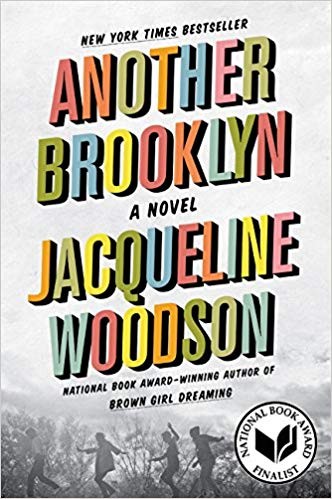 NEW YORK TIMES BESTSELLER
ANOTHER
BROOKLYN
A NOVEL
JACQUELINE
WOODSON
NATIONAL BOOK AWARD-WINNING AUTHOR OF
BROWN GIRL DREAMING
NATIONAL BOOK AWARD
FINALIST